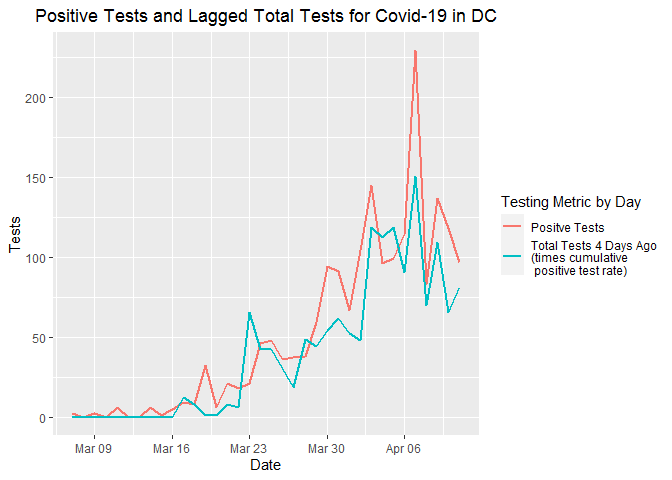 Positive Tests and Lagged Total Tests for Covid-19 in DC
Tests
200
150
100
50
0
Mar 09 Mar 16 Mar 23 Mar 30 Apr 06
Date
Testing Metric by Day
Positve Tests
Total Tests 4 Days Ago
(times cumulative
positive test rate)